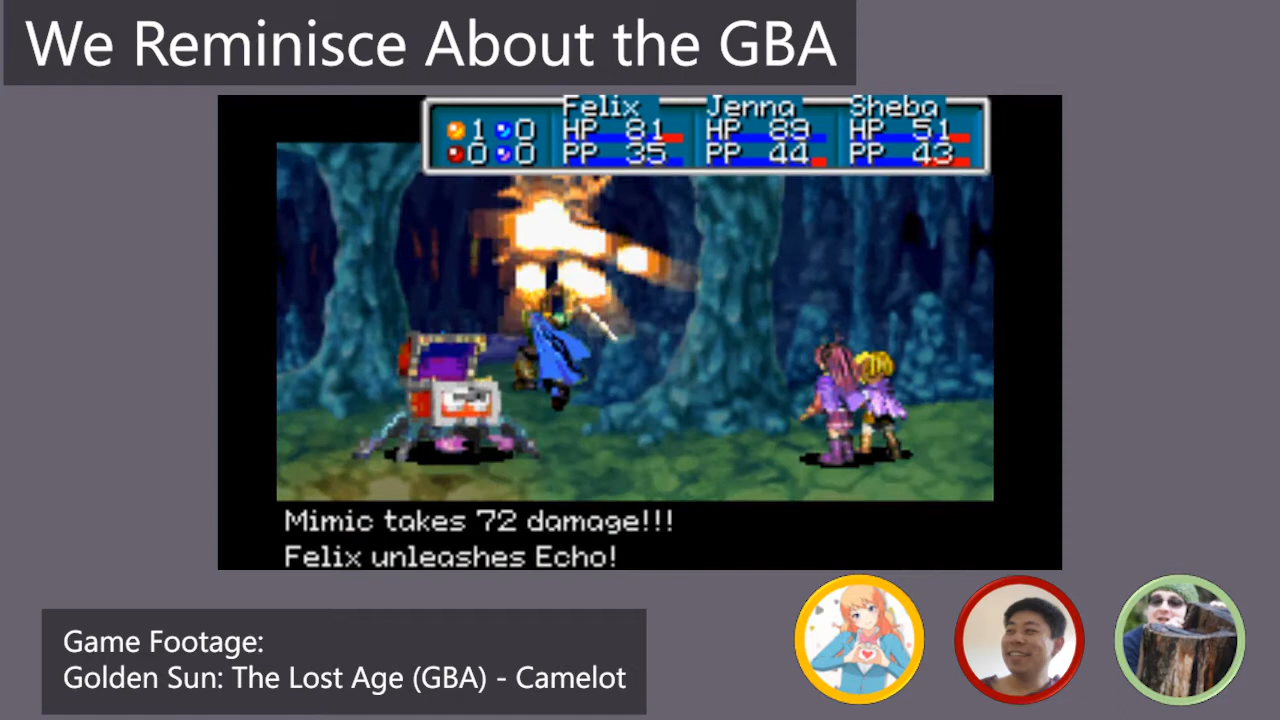 We Reminisce About the GBA
Felix Jenna Sheba
1 0 HP 81 HP 89 HP 51
0 0 PP 35 PP 44 PP 43
Mimic takes 72 damage!!!
Felix unleashes Echo!
Game Footage:
Golden Sun: The Lost Age (GBA) - Camelot